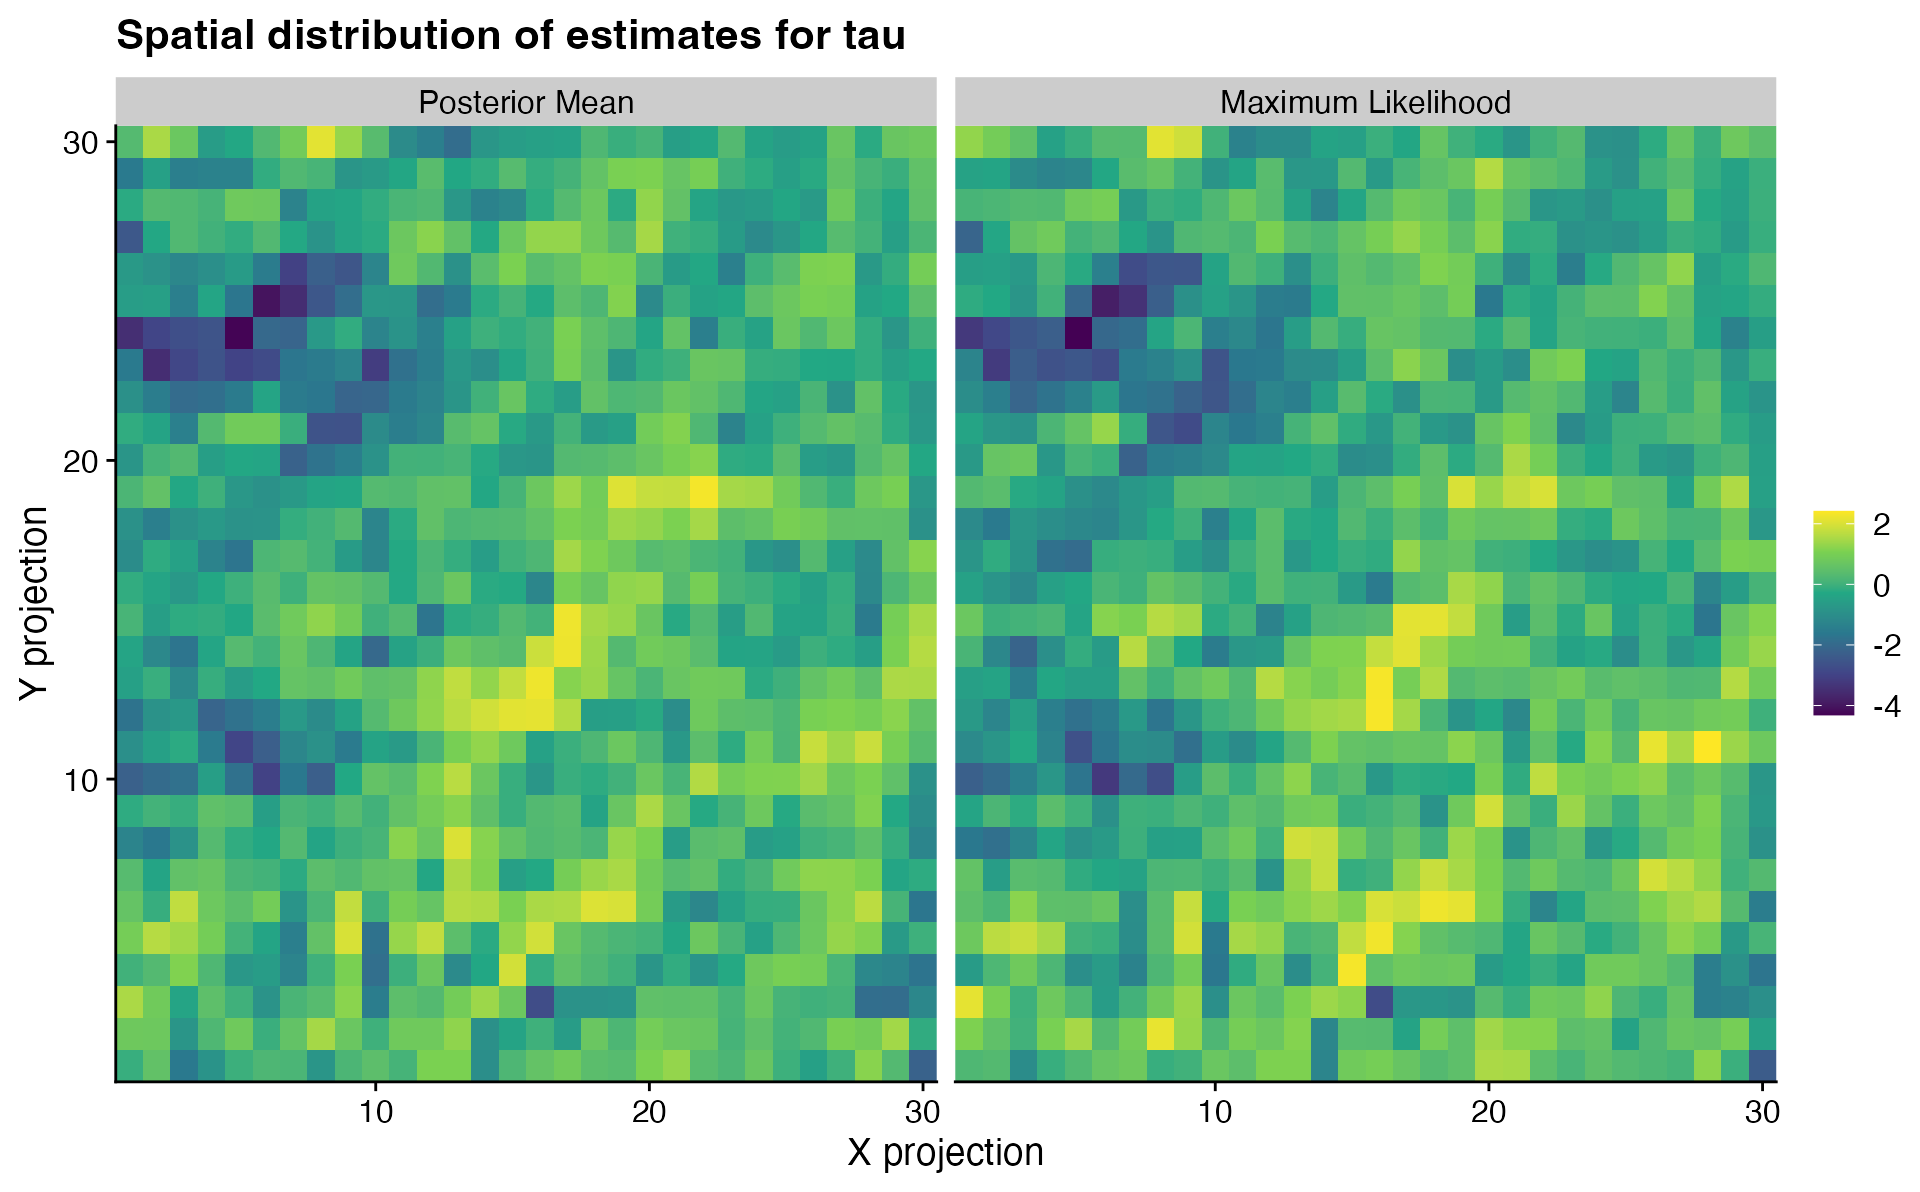 Spatial distribution of estimates for tau
Posterior Mean
Maximum Likelihood
30
20
10
Y projection
10
20
30
10
20
30
X projection
2
0
-2
-4